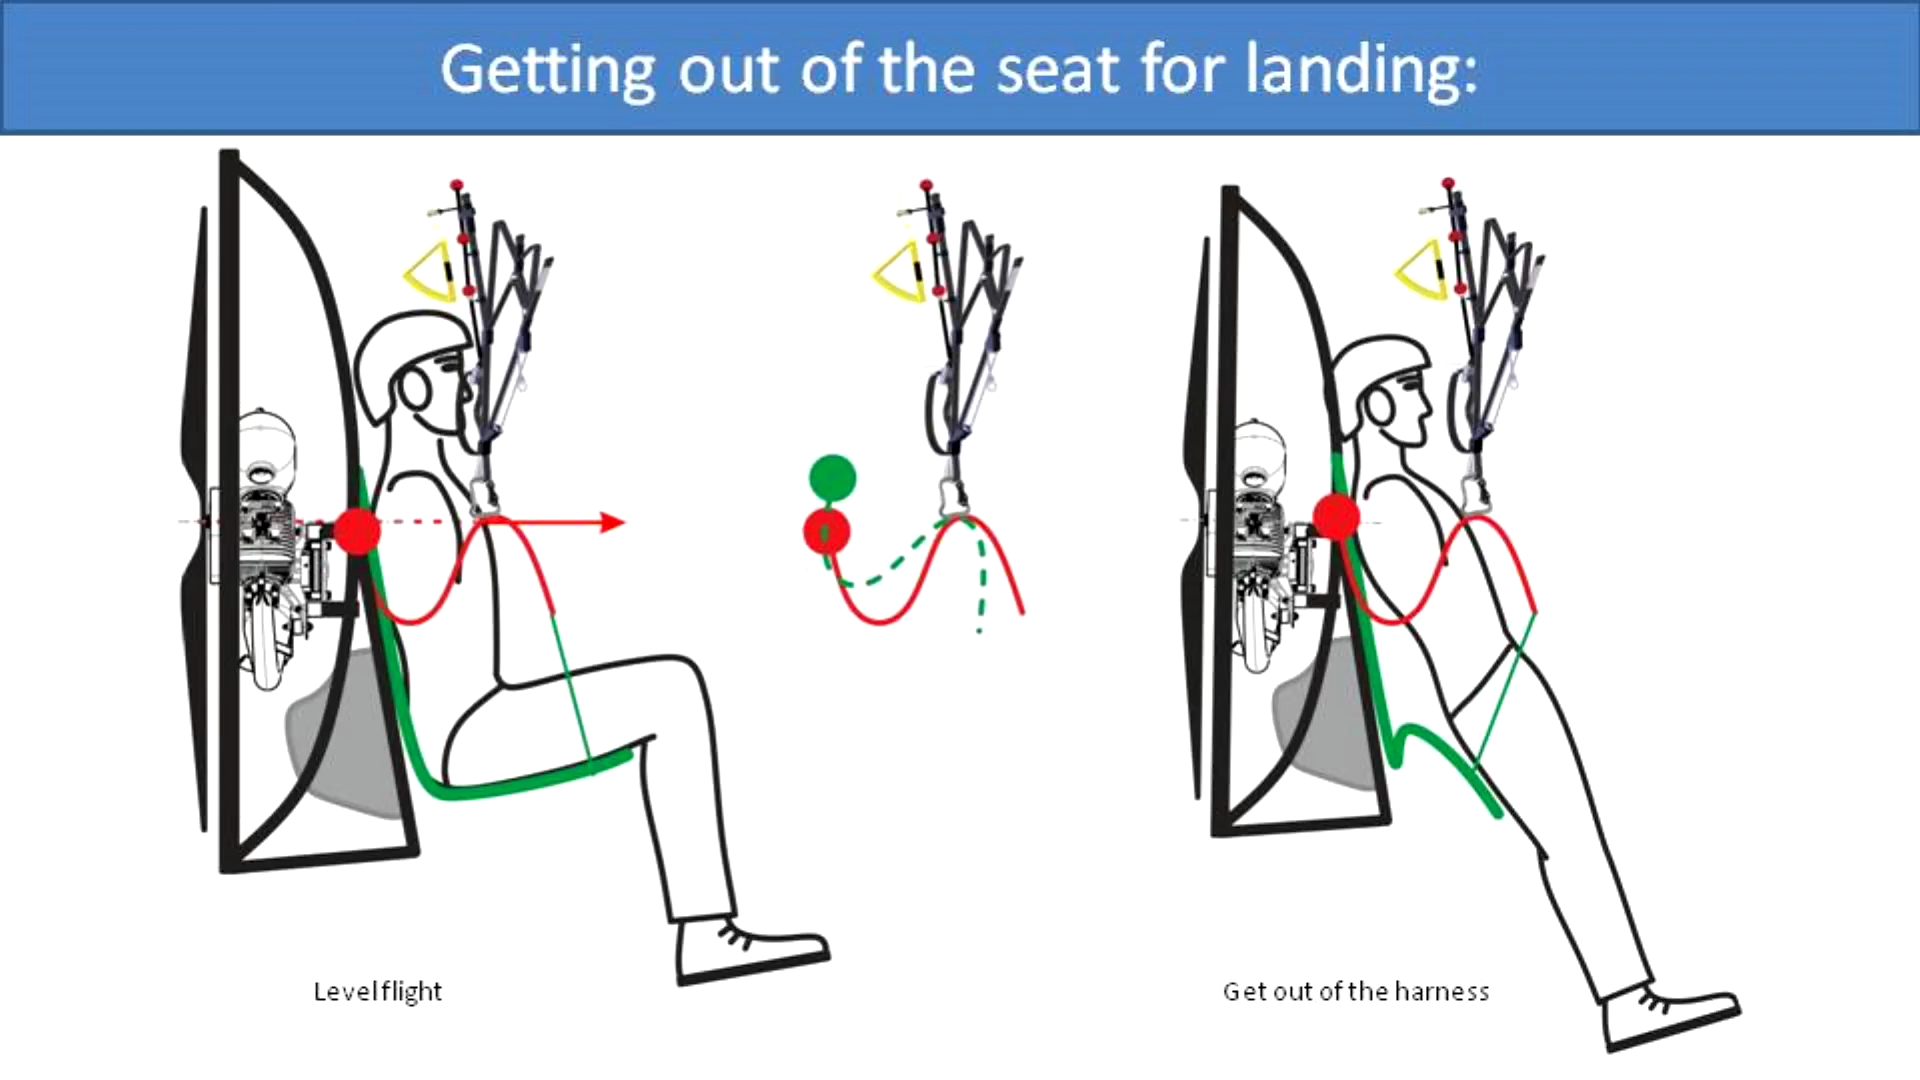 Getting out of the seat for landing:
Level flight
Get out of the harness